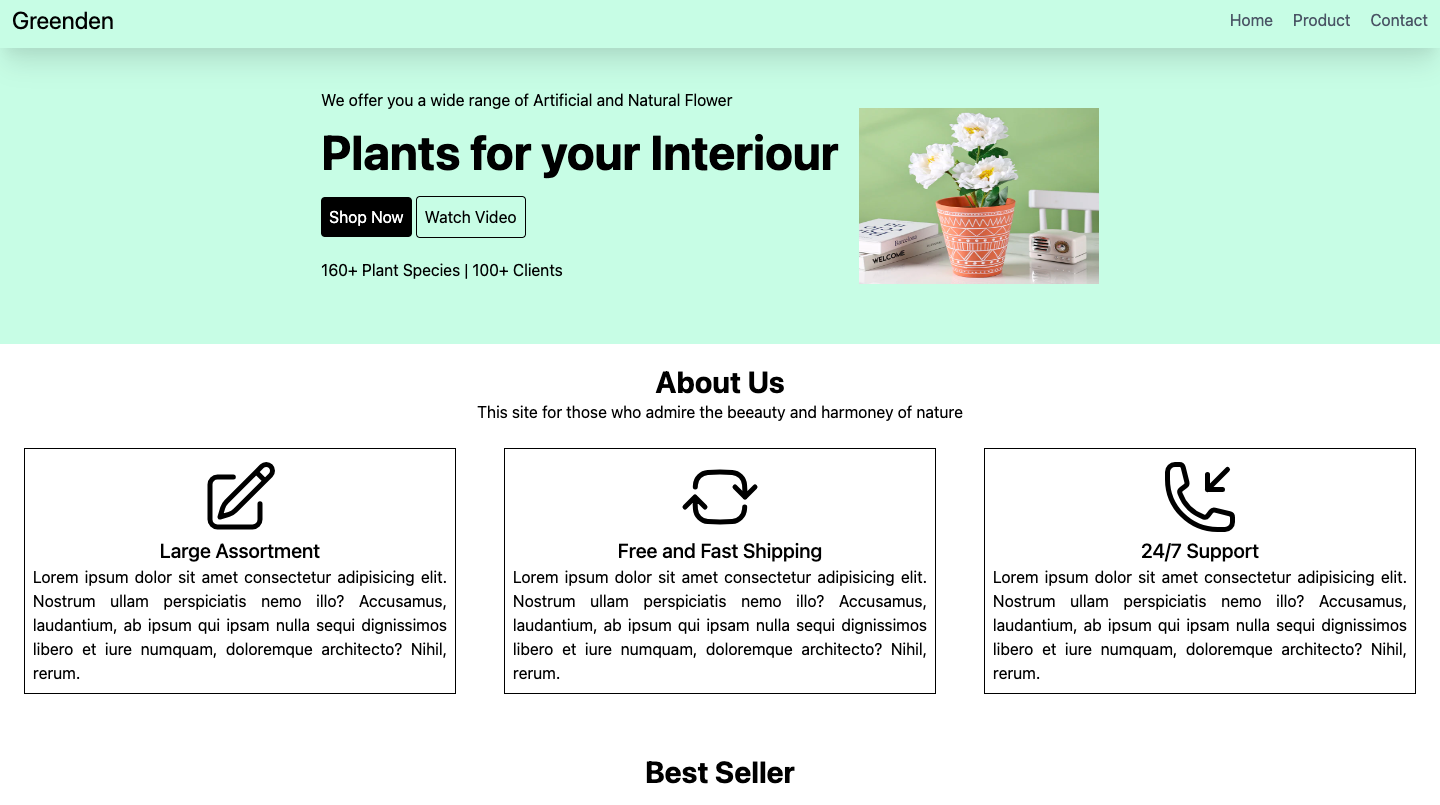 Greenden
Home Product Contact
We offer you a wide range of Artificial and Natural Flower
Plants for your Interiour
Shop Now Watch Video
160+ Plant Species | 100+ Clients
Barcelona
WELCOME
About Us
This site for those who admire the beeauty and harmoney of nature
Large Assortment
Lorem ipsum dolor sit amet consectetur adipisicing elit.
Nostrum ullam perspiciatis nemo illo? Accusamus,
laudantium, ab ipsum qui ipsam nulla sequi dignissimos
libero et iure numquam, doloremque architecto? Nihil,
rerum.
Free and Fast Shipping
Lorem ipsum dolor sit amet consectetur adipisicing elit.
Nostrum ullam perspiciatis nemo illo? Accusamus,
laudantium, ab ipsum qui ipsam nulla sequi dignissimos
libero et iure numquam, doloremque architecto? Nihil,
rerum.
24/7 Support
Lorem ipsum dolor sit amet consectetur adipisicing elit.
Nostrum ullam perspiciatis nemo illo? Accusamus,
laudantium, ab ipsum qui ipsam nulla sequi dignissimos
libero et iure numquam, doloremque architecto? Nihil,
rerum.
Best Seller